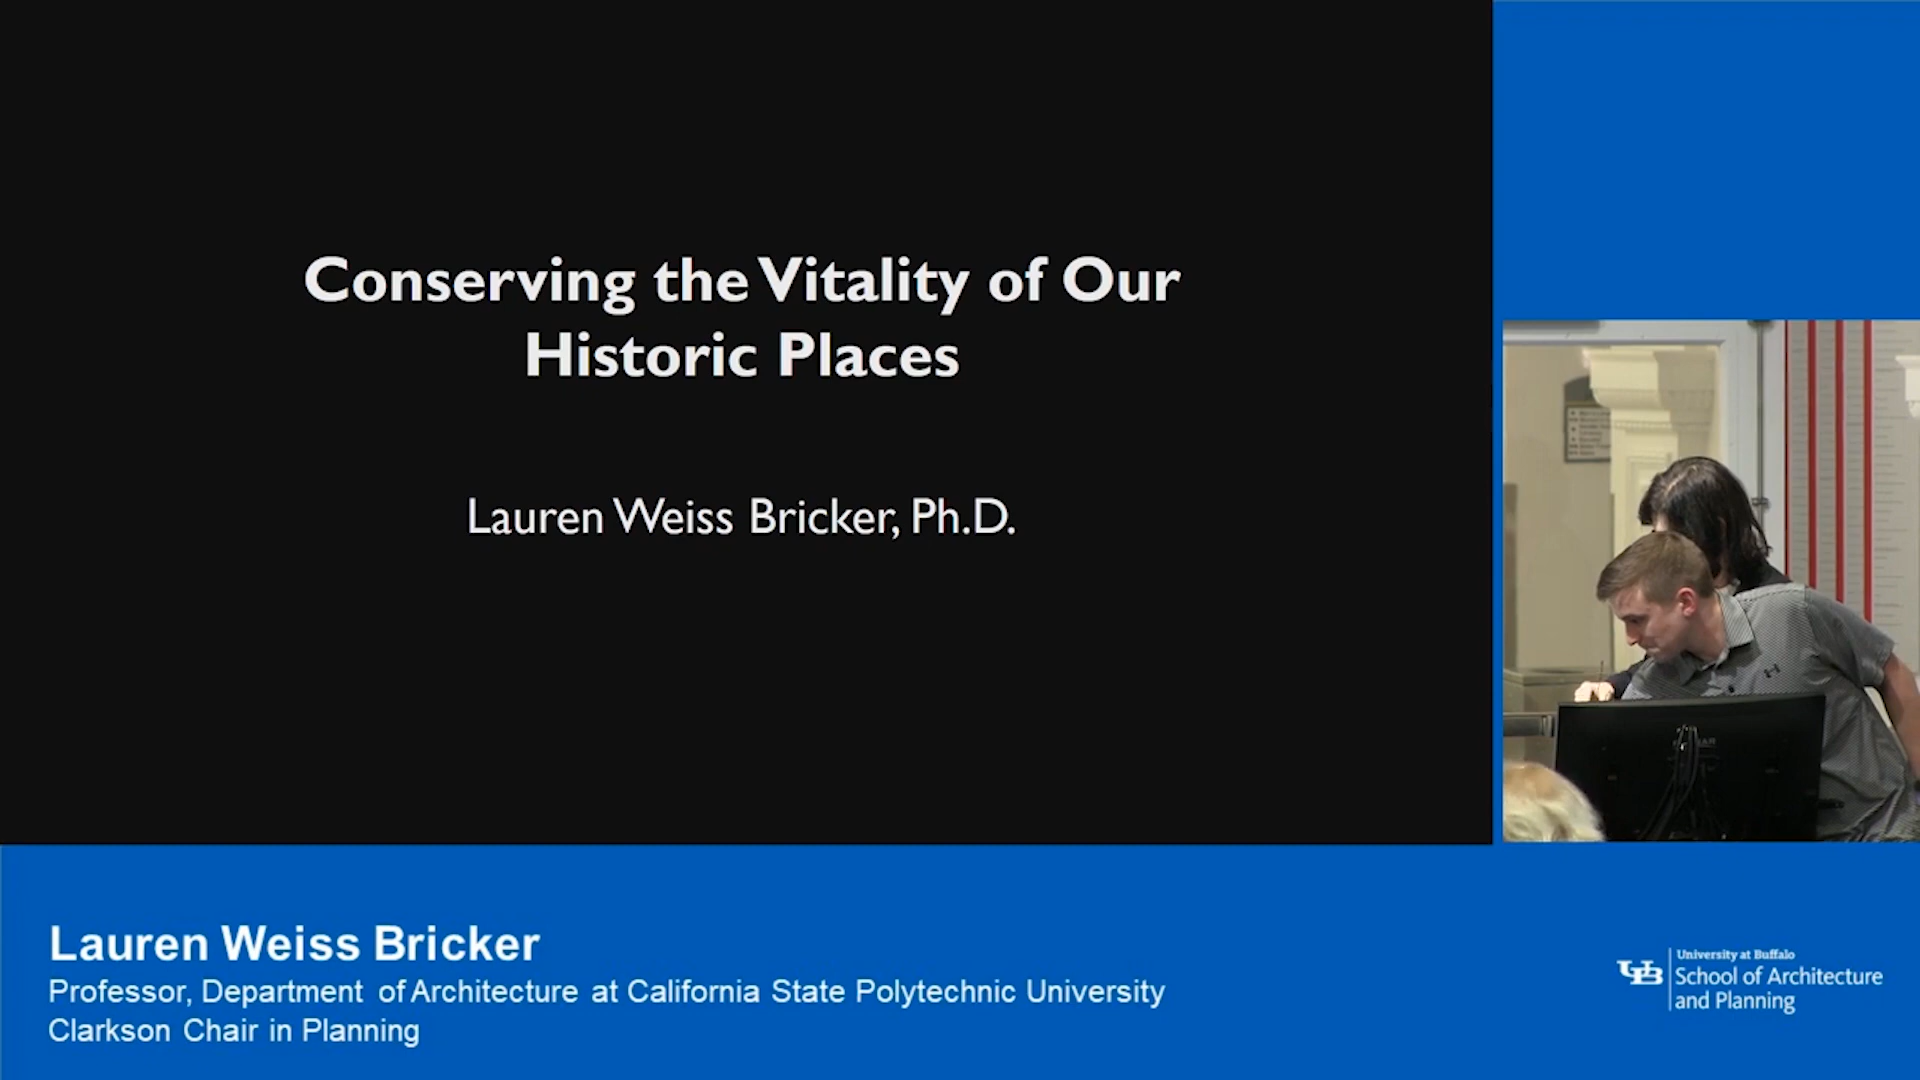 Conserving the Vitality of Our
Historic Places
Lauren Weiss Bricker, Ph.D.
Lauren Weiss Bricker
Professor, Department of Architecture at California State Polytechnic University
Clarkson Chair in Planning
UB
University at Buffalo
School of Architecture
and Planning